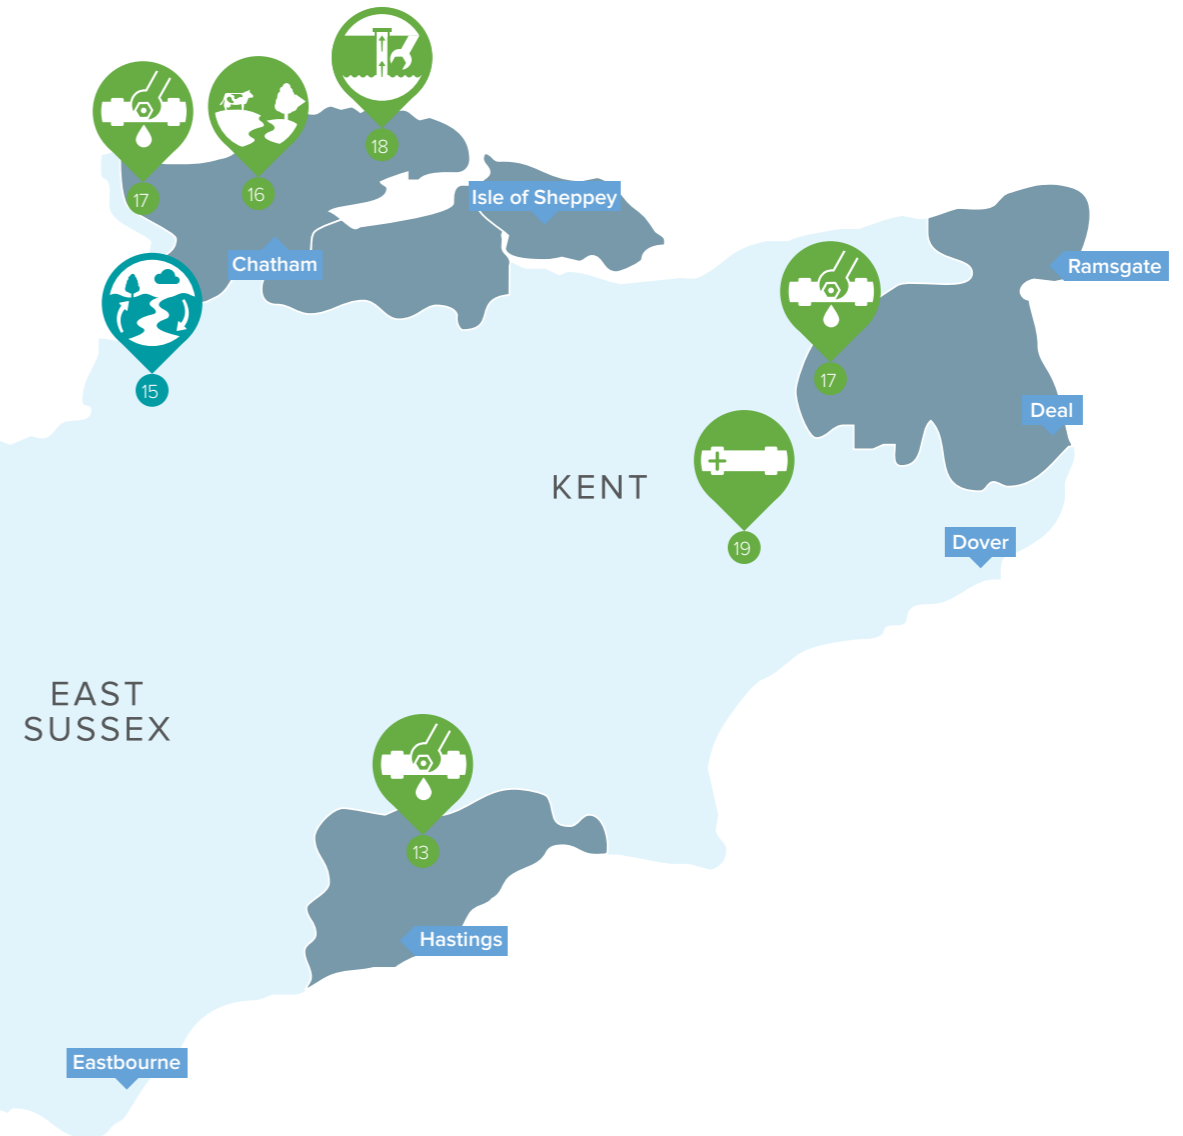 18
17
16
Isle of Sheppey
Chatham
Ramsgate
15
17
Deal
KENT
19
Dover
EAST
SUSSEX
13
Hastings
Eastbourne